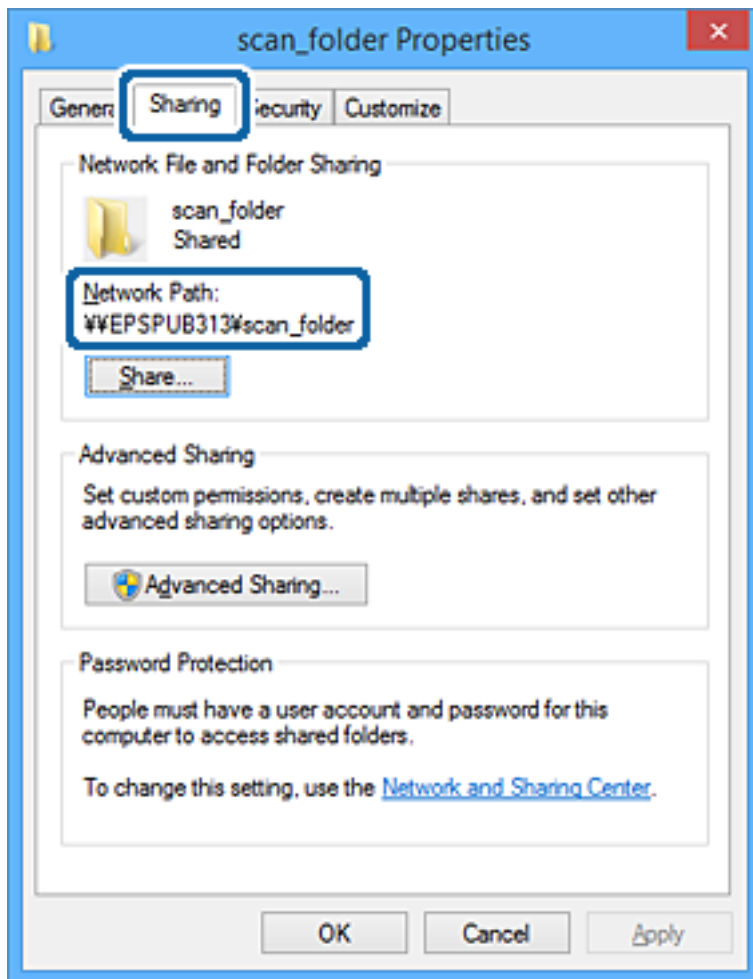 scan_folder Properties
General Sharing Security Customize
Network File and Folder Sharing
scan_folder
Shared
Network Path:
¥¥EPSPUB313¥scan_folder
Share...
Advanced Sharing
Set custom permissions, create multiple shares, and set other
advanced sharing options.
Advanced Sharing...
Password Protection
People must have a user account and password for this
computer to access shared folders.
To change this setting, use the Network and Sharing Center.
OK Cancel Apply